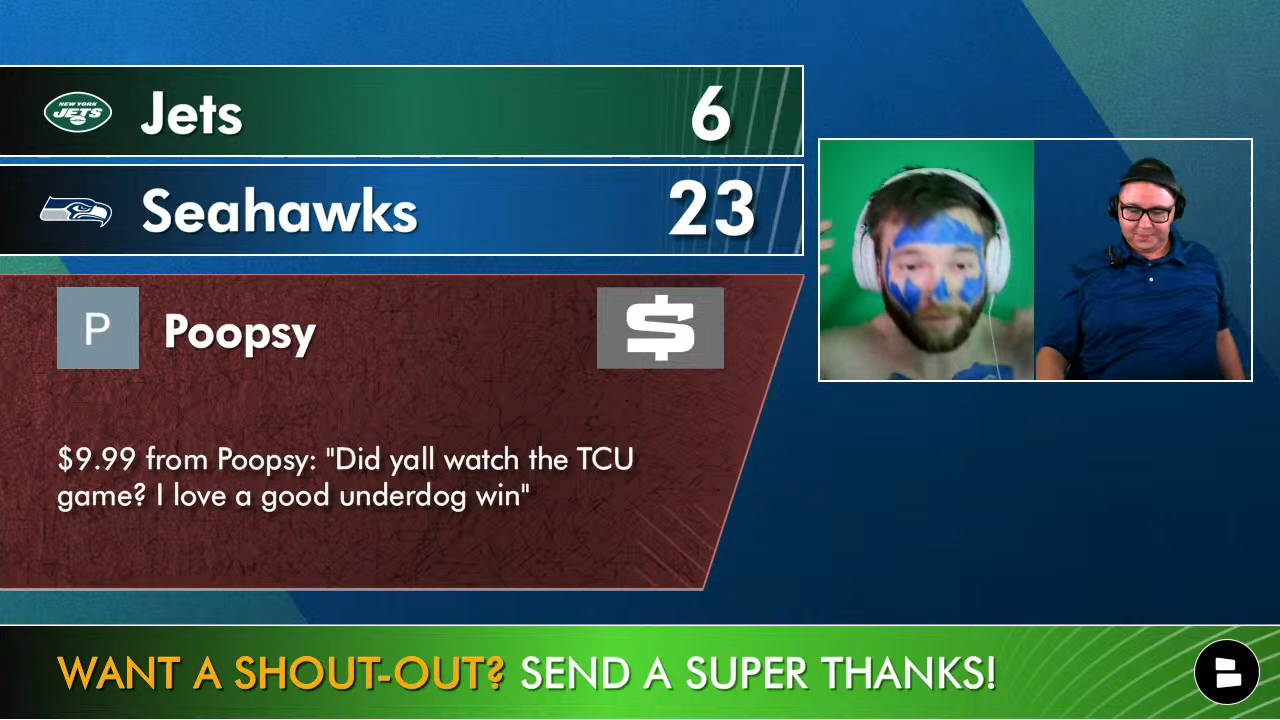 NEW YORK
JETS
Jets
6
Seahawks
23
P
Poopsy
$
$9.99 from Poopsy: "Did yall watch the TCU
game? I love a good underdog win"
WANT A SHOUT-OUT? SEND A SUPER THANKS!